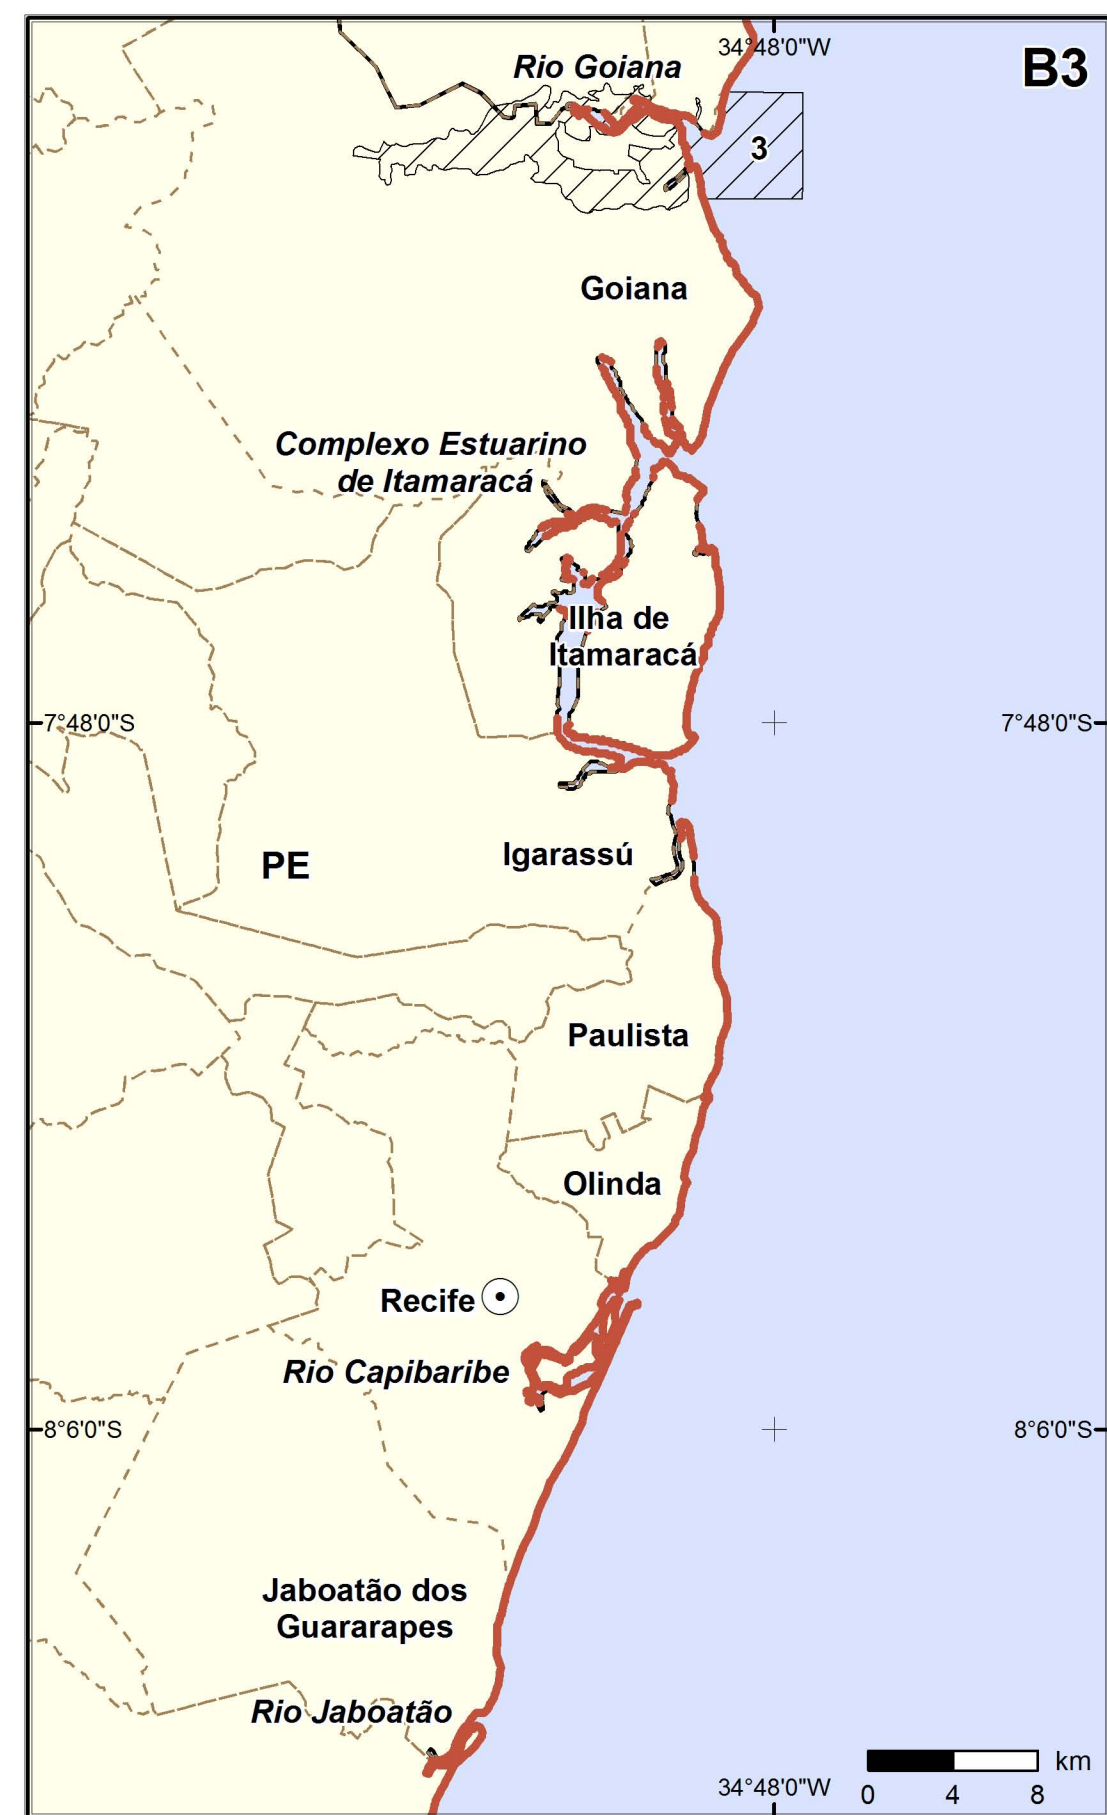 34°48'0"W
B3
Rio Goiana
3
Goiana
Complexo Estuarino
de Itamaracá
Ilha de
Itamaracá
7°48'0"S
7°48'0"S
Igarassú
PE
Paulista
Olinda
Recife
Rio Capibaribe
8°6'0"S
8°6'0"S
Jaboatão dos
Guararapes
Rio Jaboatão
km
34°48'0"W
0 4 8